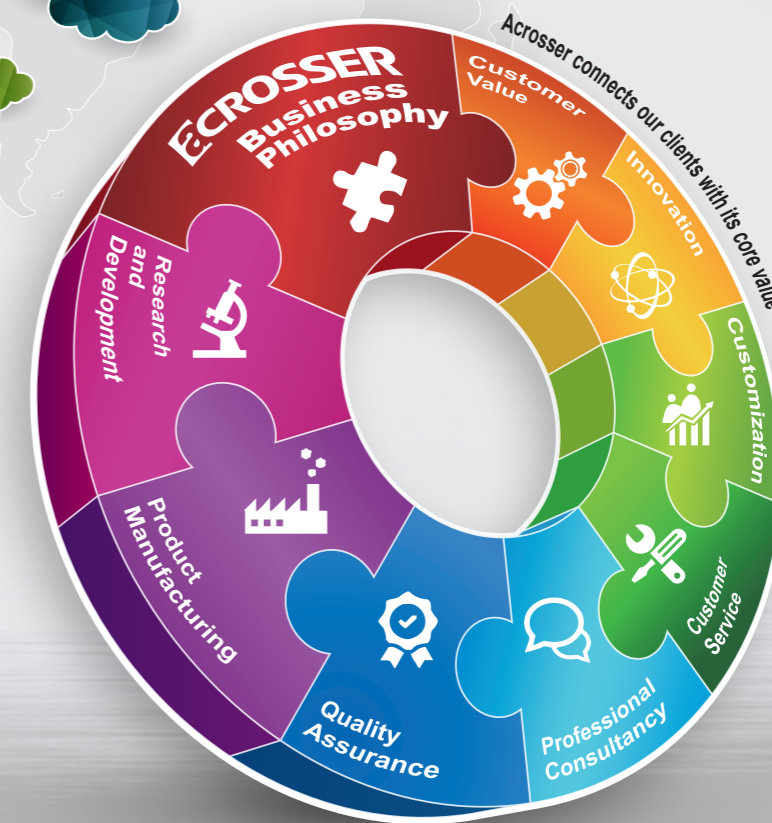 Acrosser connects our clients with its core value
ACROSSER
Business
Philosophy
Customer
Value
Innovation
Customization
Customer
Service
Professional
Consultancy
Quality
Assurance
Product
Manufacturing
Research
and
Development